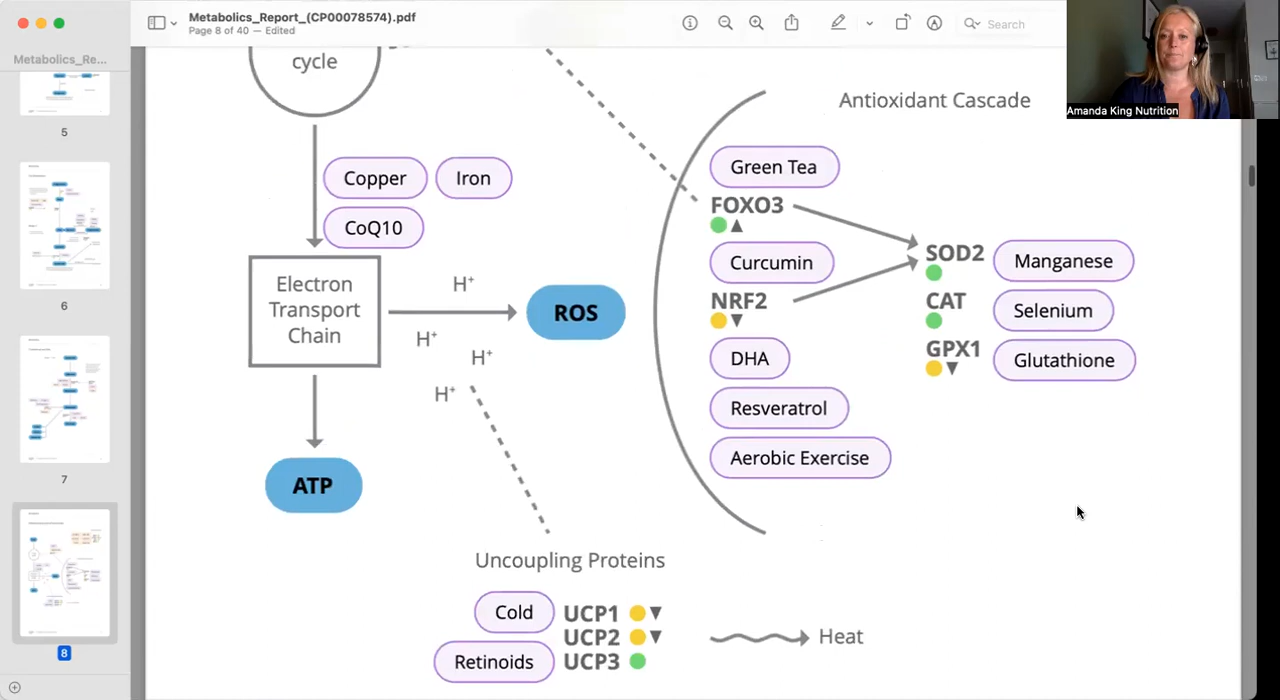 Metabolics_Report_(CP00078574).pdf
Page 8 of 40 — Edited
Search
Metabolics_Re...
5
6
7
8
Amanda King Nutrition
cycle
Copper
Iron
CoQ10
Electron
Transport
Chain
H+
H+
H+
H+
ROS
ATP
Antioxidant Cascade
Green Tea
FOXO3
Curcumin
NRF2
DHA
Resveratrol
Aerobic Exercise
SOD2
Manganese
CAT
Selenium
GPX1
Glutathione
Uncoupling Proteins
Cold
Retinoids
UCP1
UCP2
UCP3
Heat